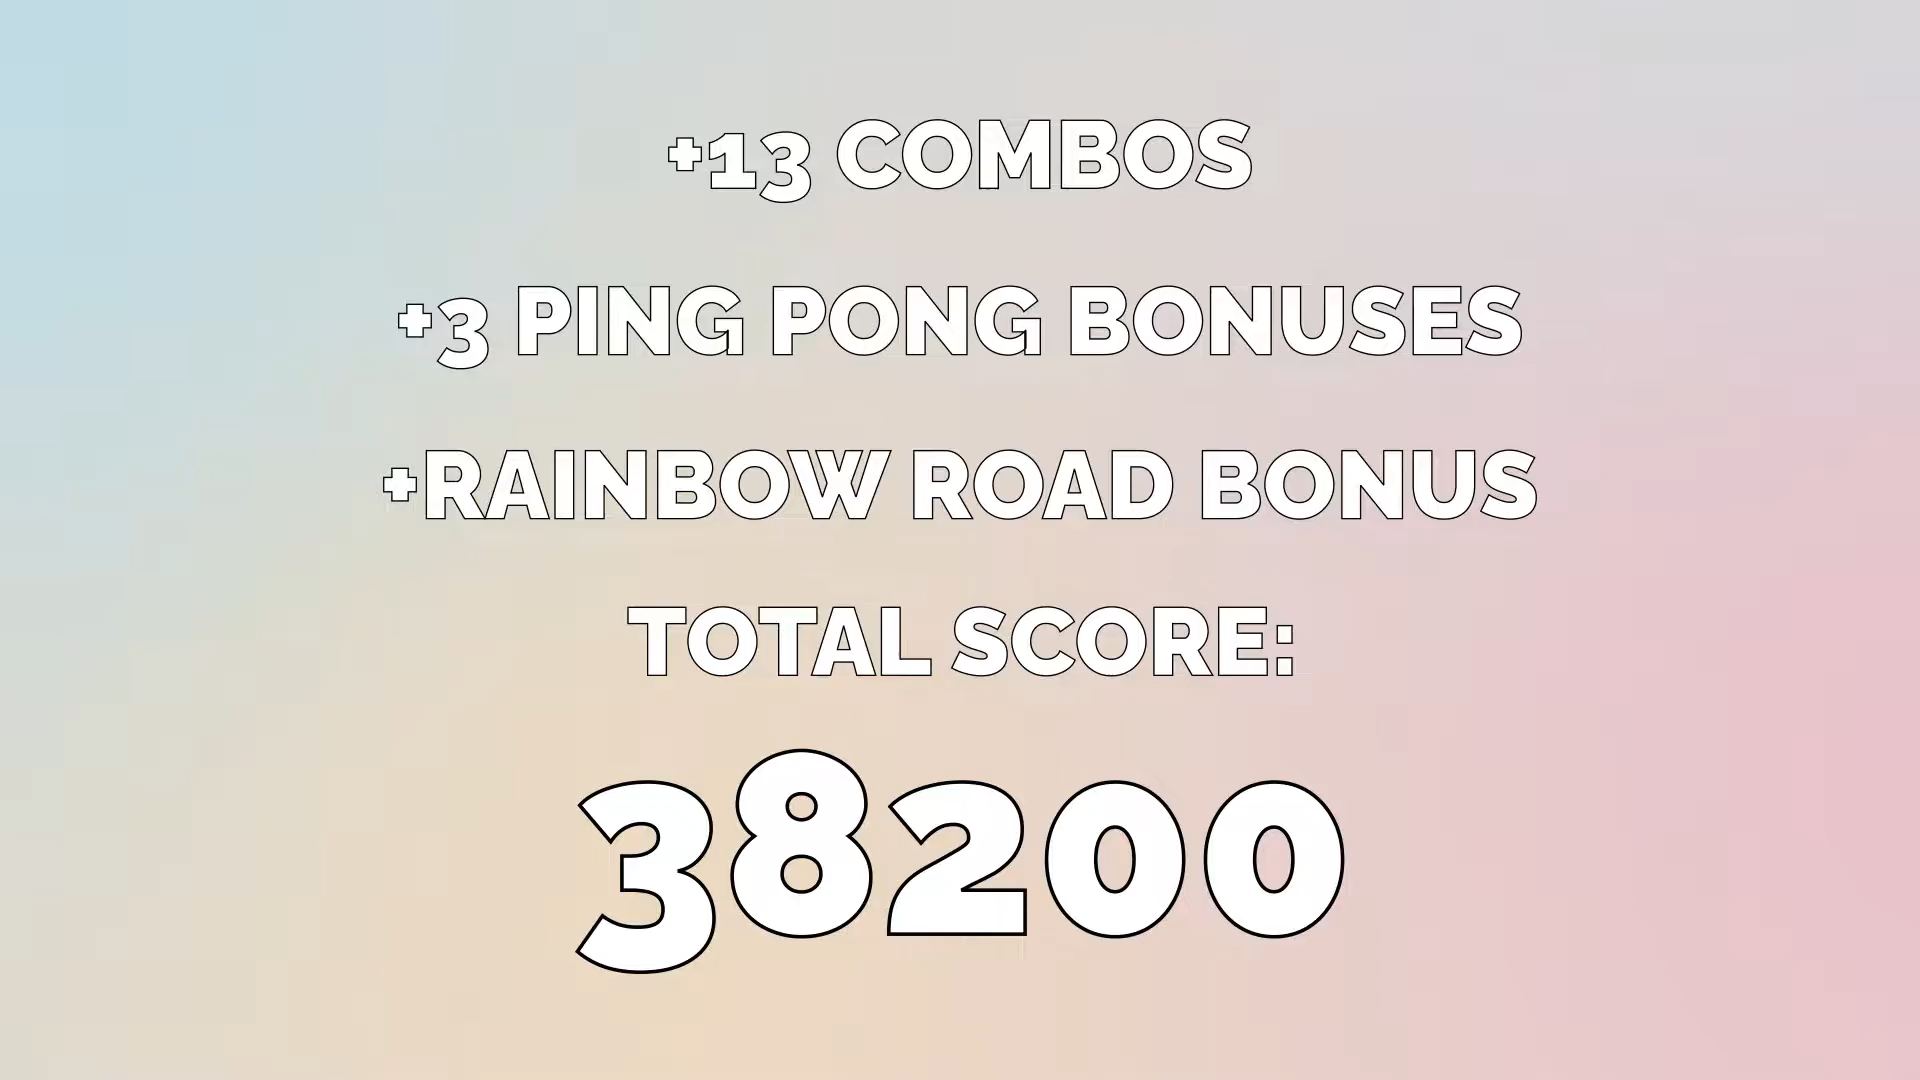 +13 COMBOS
+3 PING PONG BONUSES
+RAINBOW ROAD BONUS
TOTAL SCORE:
38200